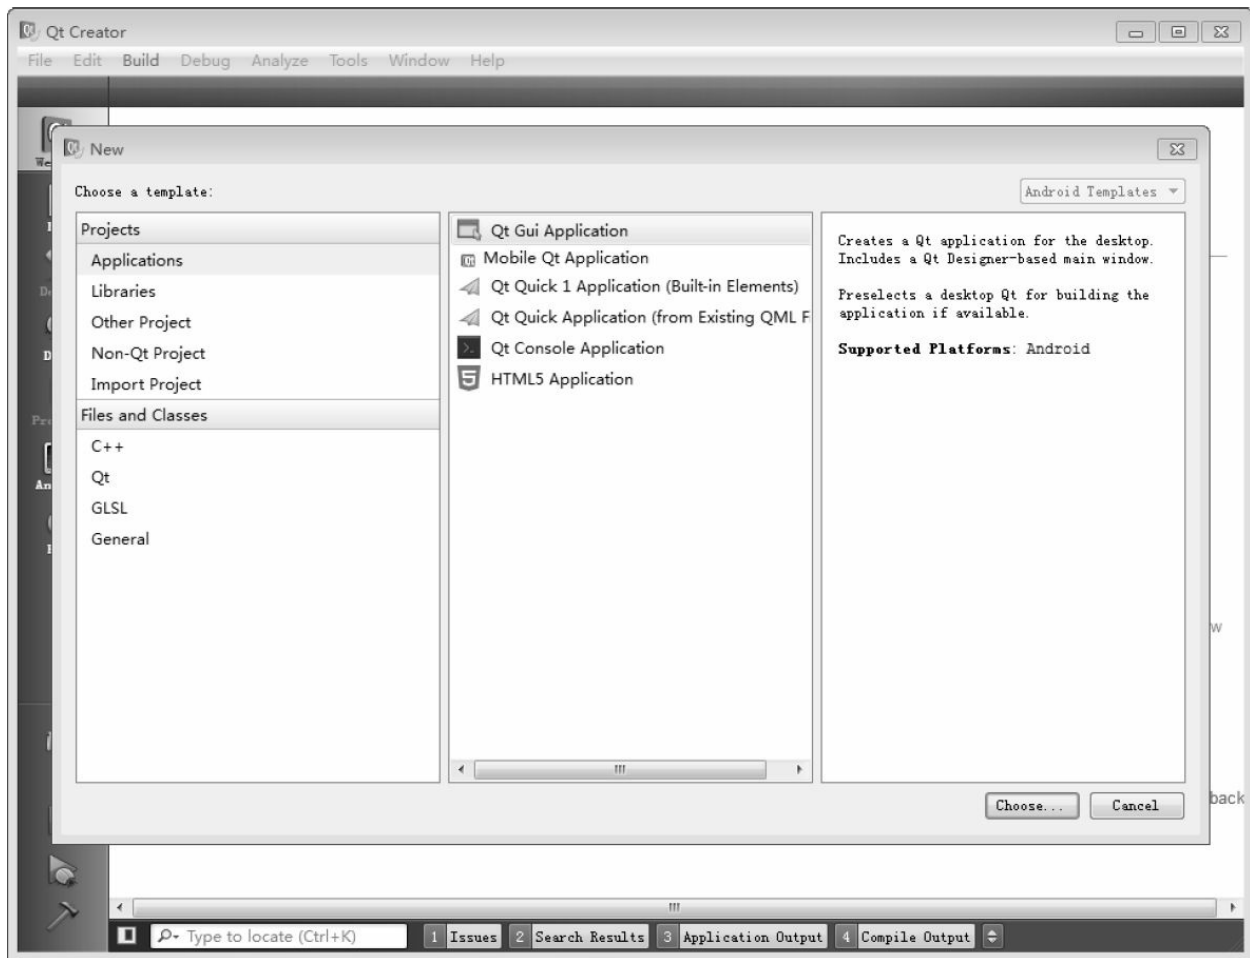 Qt Creator
File Edit Build Debug Analyze Tools Window Help
New
Choose a template:
Android Templates
Projects
Applications
Libraries
Other Project
Non-Qt Project
Import Project
Files and Classes
C++
Qt
GLSL
General
Qt Gui Application
Mobile Qt Application
Qt Quick 1 Application (Built-in Elements)
Qt Quick Application (from Existing QML F
Qt Console Application
HTML5 Application
Creates a Qt application for the desktop.
Includes a Qt Designer-based main window.
Preselects a desktop Qt for building the
application if available.
Supported Platforms: Android
Choose... Cancel
back
Type to locate (Ctrl+K) 1 Issues 2 Search Results 3 Application Output 4 Compile Output